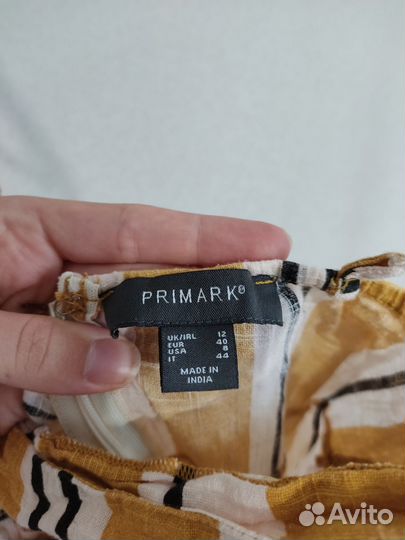 PRIMARK®
UK/IRL 12
EUR 40
USA 8
IT 44
MADE IN
INDIA
Avito